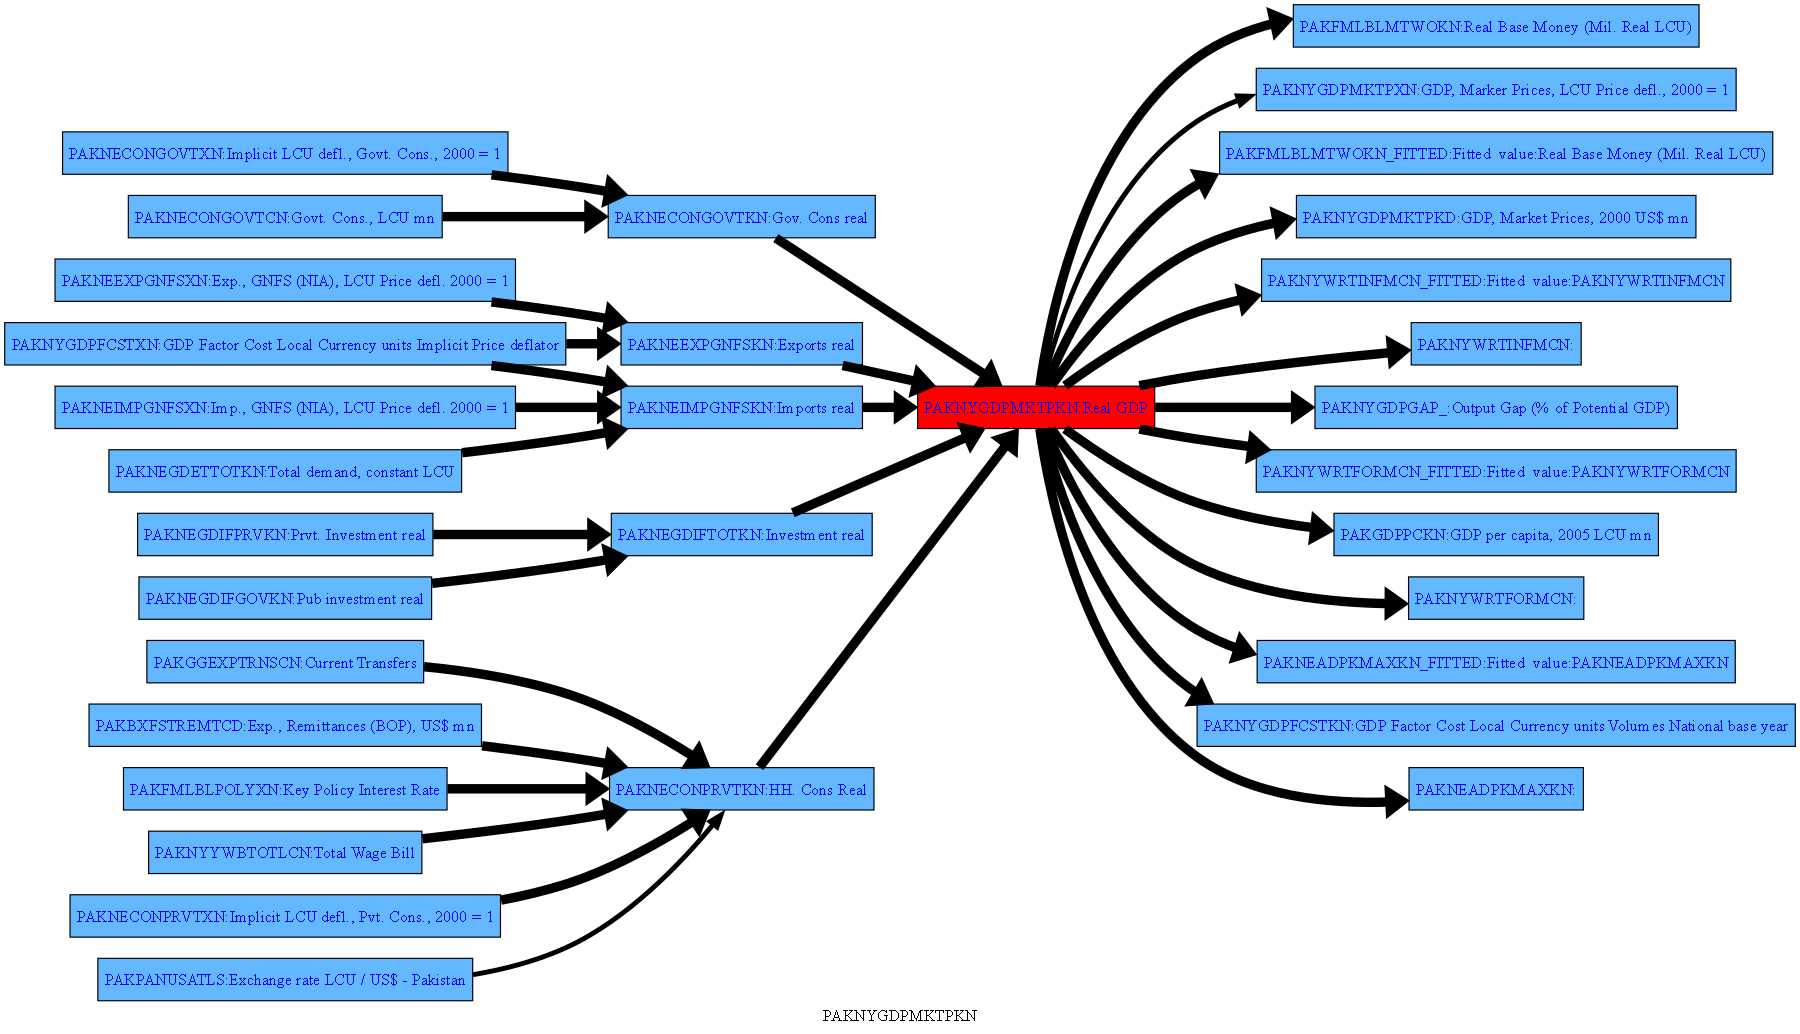 PAKNECONGOVTXN:Implicit LCU defl., Govt. Cons., 2000 = 1
PAKNECONGOVTCN:Govt. Cons., LCU mn
PAKNEEXPGNFSXN:Exp., GNFS (NIA), LCU Price defl. 2000 = 1
PAKNYGDPFCSTXN:GDP Factor Cost Local Currency units Implicit Price deflator
PAKNEIMPGNFSXN:Imp., GNFS (NIA), LCU Price defl. 2000 = 1
PAKNEGDETTOTKN:Total demand, constant LCU
PAKNEGDIFPRVKN:Prvt. Investment real
PAKNEGDIFGOVKN:Pub investment real
PAKGGEXPTRNSCN:Current Transfers
PAKBXFSTREMTCD:Exp., Remittances (BOP), US$ mn
PAKFMLBLPOLYXN:Key Policy Interest Rate
PAKNYYWBTOTLCN:Total Wage Bill
PAKNECONPRVTXN:Implicit LCU defl., Pvt. Cons., 2000 = 1
PAKPANUSATLS:Exchange rate LCU / US$ - Pakistan
PAKNECONGOVTKN:Gov. Cons real
PAKNEEXPGNFSKN:Exports real
PAKNEIMPGNFSKN:Imports real
PAKNEGDIFTOTKN:Investment real
PAKNECONPRVTKN:HH. Cons Real
PAKNYGDPMKTPKN:Real GDP
PAKFMLBLMTWOKN:Real Base Money (Mil. Real LCU)
PAKNYGDPMKTPXN:GDP, Marker Prices, LCU Price defl., 2000 = 1
PAKFMLBLMTWOKN_FITTED:Fitted value:Real Base Money (Mil. Real LCU)
PAKNYGDPMKTPKD:GDP, Market Prices, 2000 US$ mn
PAKNYWRTINFMCN_FITTED:Fitted value:PAKNYWRTINFMCN
PAKNYWRTINFMCN:
PAKNYGDPGAP_:Output Gap (% of Potential GDP)
PAKNYWRTFORMCN_FITTED:Fitted value:PAKNYWRTFORMCN
PAKGDPPCKN:GDP per capita, 2005 LCU mn
PAKNYWRTFORMCN:
PAKNEADPKMAXKN_FITTED:Fitted value:PAKNEADPKMAXKN
PAKNYGDPFCSTKN:GDP Factor Cost Local Currency units Volumes National base year
PAKNEADPKMAXKN:
PAKNYGDPMKTPKN